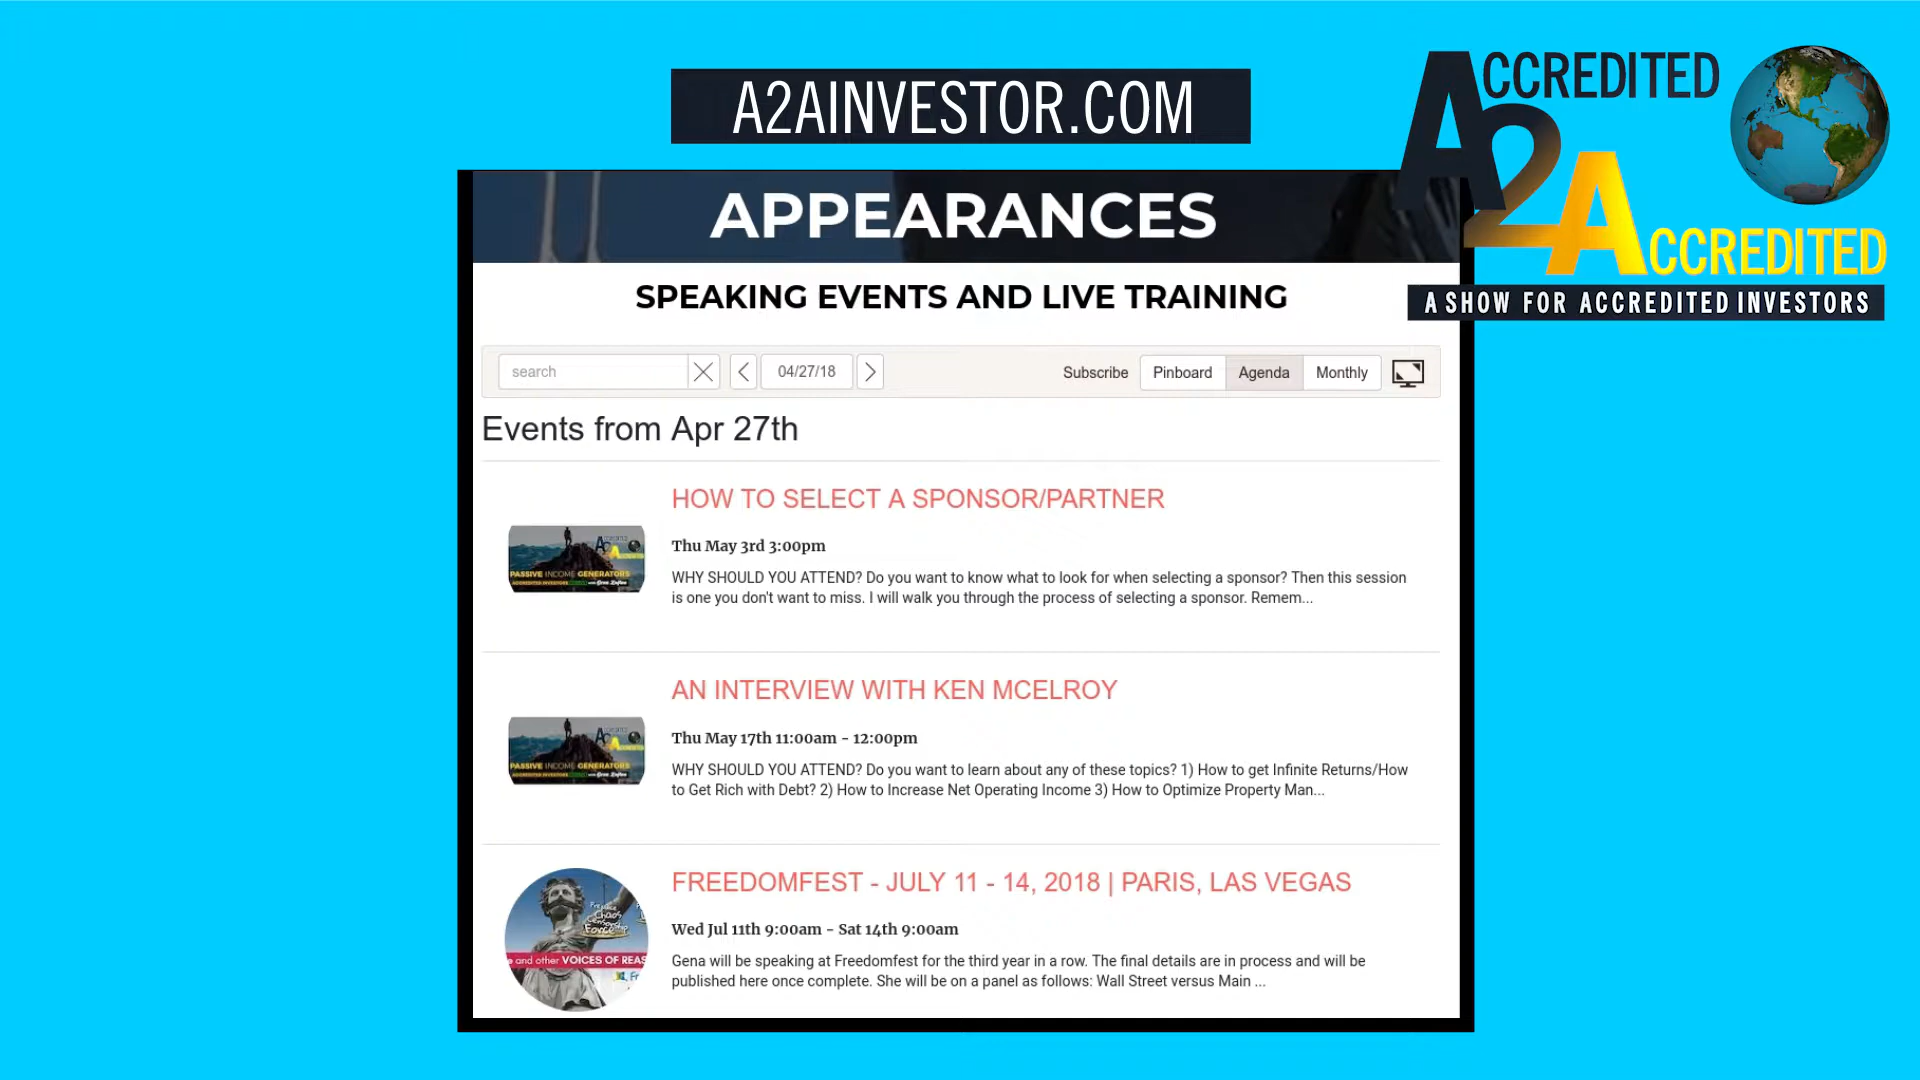 A2AINVESTOR.COM
ACCREDITED
2
ACCREDITED
A SHOW FOR ACCREDITED INVESTORS
APPEARANCES
SPEAKING EVENTS AND LIVE TRAINING
search
04/27/18
Subscribe
Pinboard
Agenda
Monthly
Events from Apr 27th
HOW TO SELECT A SPONSOR/PARTNER
Thu May 3rd 3:00pm
WHY SHOULD YOU ATTEND? Do you want to know what to look for when selecting a sponsor? Then this session
is one you don't want to miss. I will walk you through the process of selecting a sponsor. Remem...
PASSIVE INCOME GENERATORS
AN INTERVIEW WITH KEN MCELROY
Thu May 17th 11:00am - 12:00pm
WHY SHOULD YOU ATTEND? Do you want to learn about any of these topics? 1) How to get Infinite Returns/How
to Get Rich with Debt? 2) How to Increase Net Operating Income 3) How to Optimize Property Man...
PASSIVE INCOME GENERATORS
FREEDOMFEST - JULY 11 - 14, 2018 | PARIS, LAS VEGAS
Wed Jul 11th 9:00am - Sat 14th 9:00am
Gena will be speaking at Freedomfest for the third year in a row. The final details are in process and will be
published here once complete. She will be on a panel as follows: Wall Street versus Main ...
Chaos
Censorship
Force
e and other VOICES OF REAS